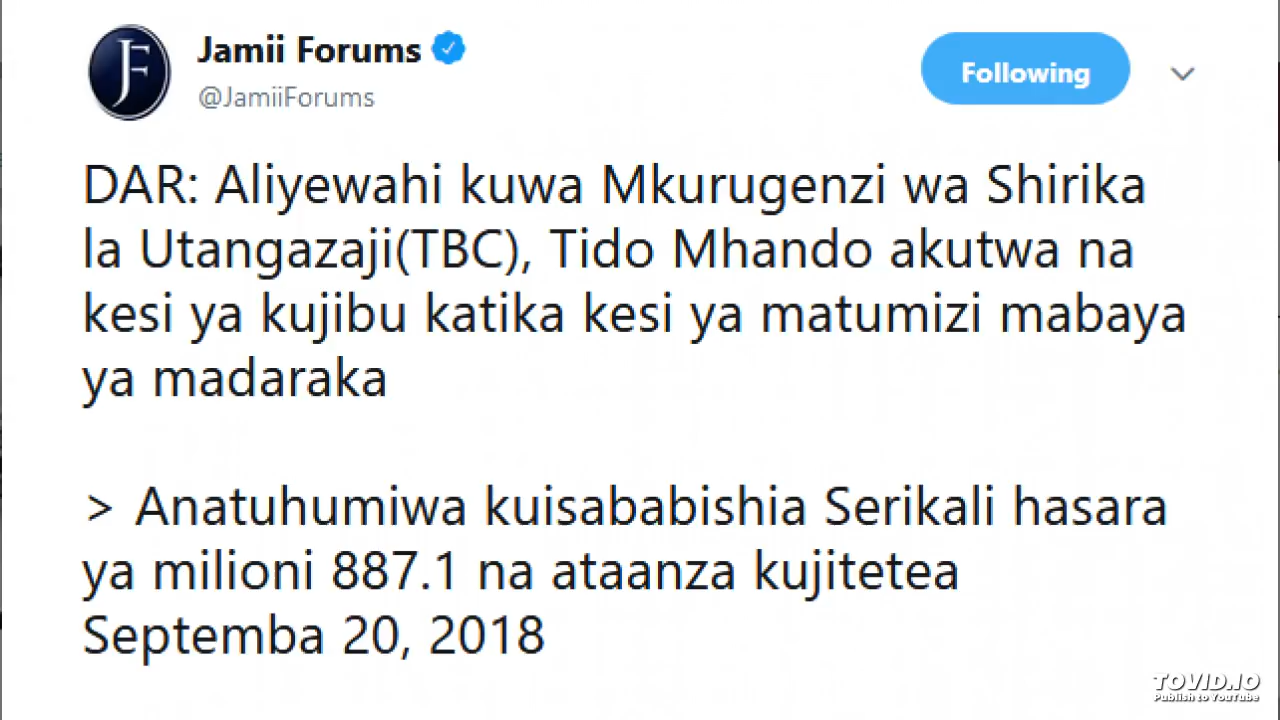 JF
Jamii Forums
@JamiiForums
Following
DAR: Aliyewahi kuwa Mkurugenzi wa Shirika
la Utangazaji(TBC), Tido Mhando akutwa na
kesi ya kujibu katika kesi ya matumizi mabaya
ya madaraka
> Anatuhumiwa kuisababishia Serikali hasara
ya milioni 887.1 na ataanza kujitetea
Septemba 20, 2018
TOVID.IO
Publish to YouTube